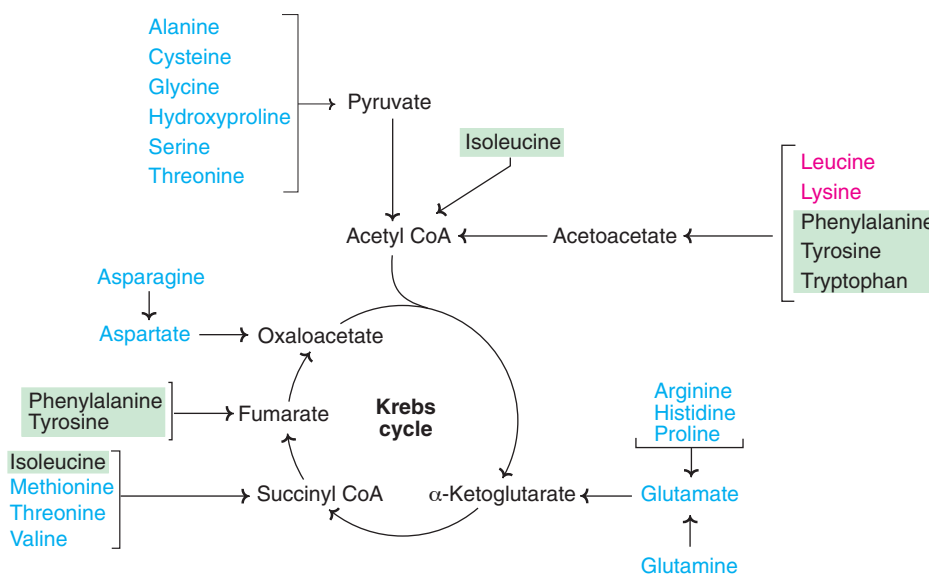 Alanine
Cysteine
Glycine
Hydroxyproline
Serine
Threonine
Pyruvate
Isoleucine
Leucine
Lysine
Phenylalanine
Tyrosine
Tryptophan
Acetyl CoA
Acetoacetate
Asparagine
Aspartate
Oxaloacetate
Phenylalanine
Tyrosine
Fumarate
Krebs
cycle
Arginine
Histidine
Proline
Isoleucine
Methionine
Threonine
Valine
Succinyl CoA
α-Ketoglutarate
Glutamate
Glutamine